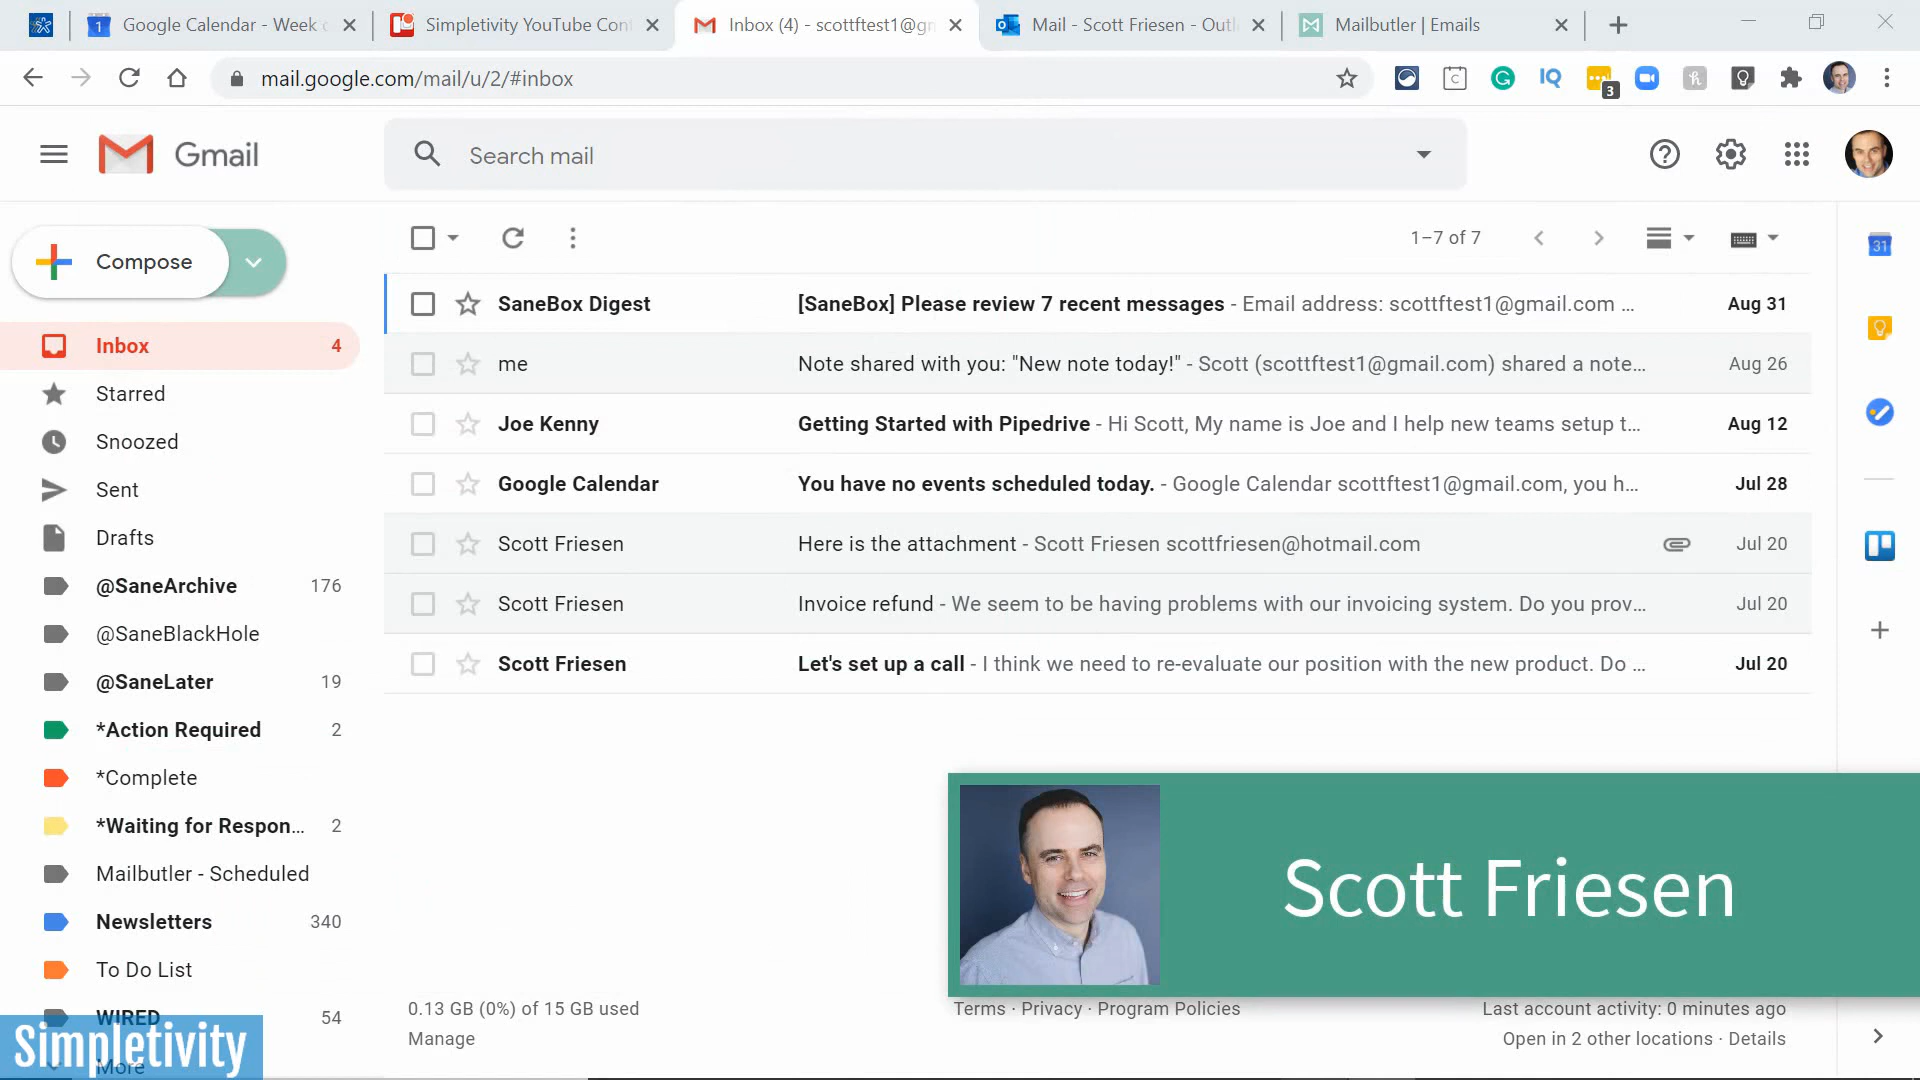 Google Calendar - Week o
Simpletivity YouTube Cont
Inbox (4) - scottftest1@gm
Mail - Scott Friesen - Outl
Mailbutler | Emails
mail.google.com/mail/u/2/#inbox
3
Gmail
Search mail
Compose
1–7 of 7
31
Inbox 4
Starred
Snoozed
Sent
Drafts
@SaneArchive 176
@SaneBlackHole
@SaneLater 19
*Action Required 2
*Complete
*Waiting for Respon... 2
Mailbutler - Scheduled
Newsletters 340
To Do List
WIRED 54
More
SaneBox Digest [SaneBox] Please review 7 recent messages - Email address: scottftest1@gmail.com ... Aug 31
me Note shared with you: "New note today!" - Scott (scottftest1@gmail.com) shared a note... Aug 26
Joe Kenny Getting Started with Pipedrive - Hi Scott, My name is Joe and I help new teams setup t... Aug 12
Google Calendar You have no events scheduled today. - Google Calendar scottftest1@gmail.com, you h... Jul 28
Scott Friesen Here is the attachment - Scott Friesen scottfriesen@hotmail.com Jul 20
Scott Friesen Invoice refund - We seem to be having problems with our invoicing system. Do you prov... Jul 20
Scott Friesen Let's set up a call - I think we need to re-evaluate our position with the new product. Do ... Jul 20
Scott Friesen
0.13 GB (0%) of 15 GB used
Manage
Terms · Privacy · Program Policies
Last account activity: 0 minutes ago
Open in 2 other locations · Details
Simpletivity